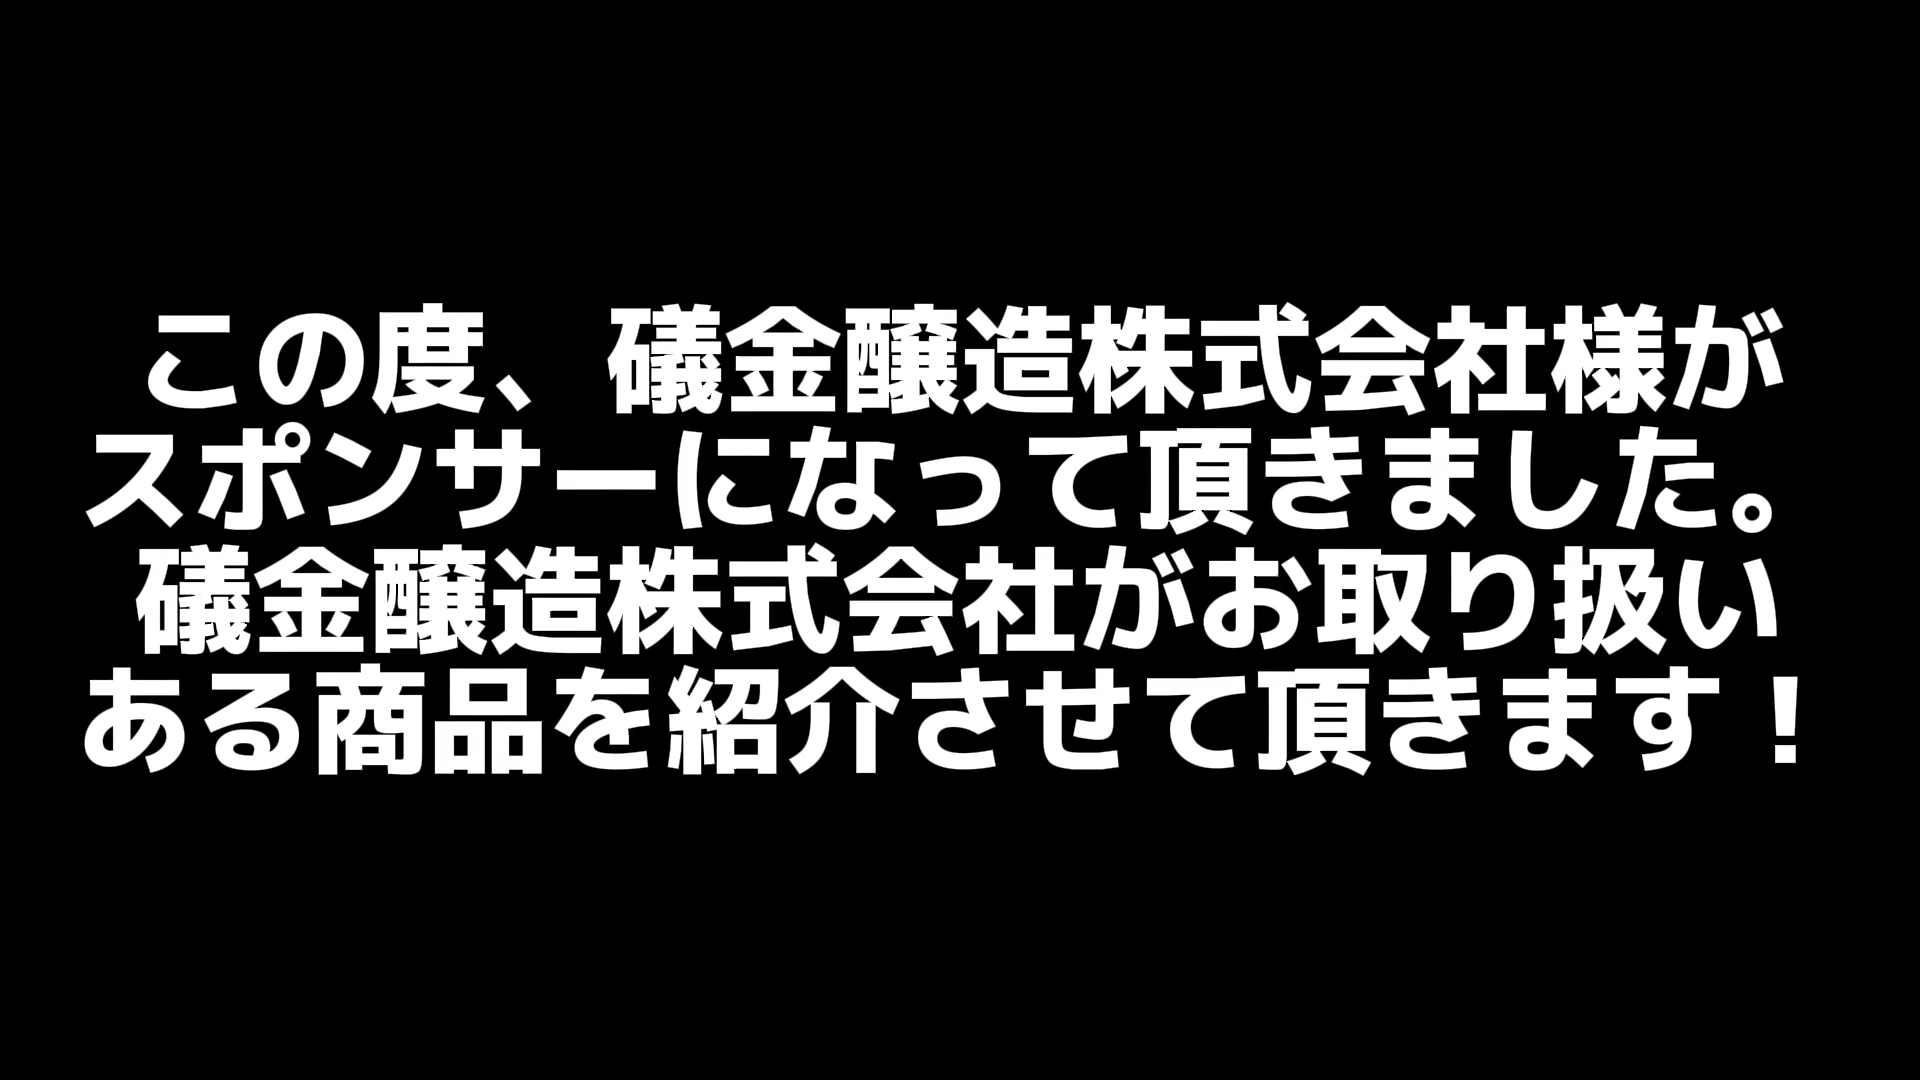 この度、礒金醸造株式会社様が
スポンサーになって頂きました。
礒金醸造株式会社がお取り扱い
ある商品を紹介させて頂きます！